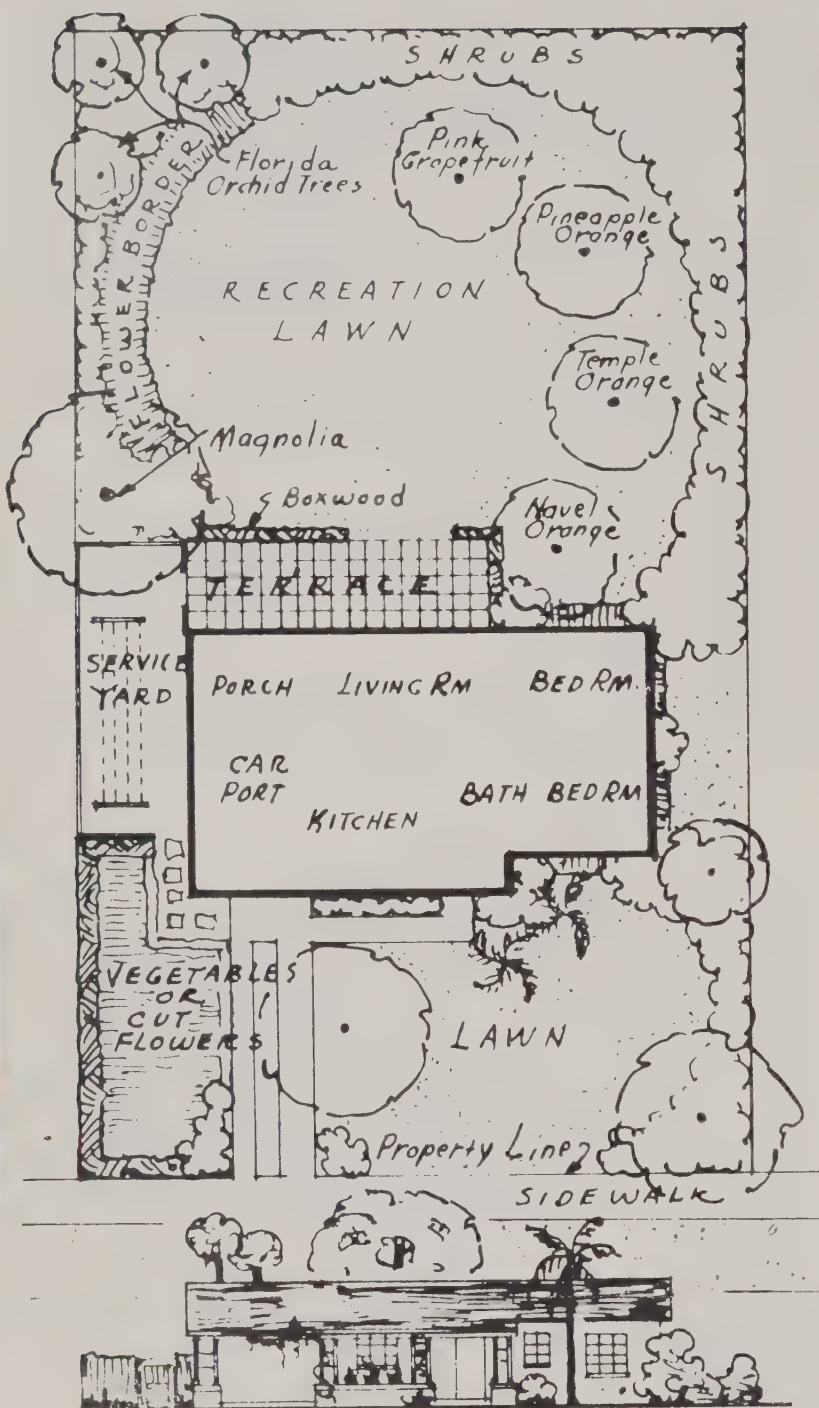 SHRUBS
Florida
Orchid Trees
Pink
Grapefruit
Pineapple
Orange
FLOWER BORDER
RECREATION
LAWN
SHRUBS
Temple
Orange
Magnolia
Boxwood
Navel
Orange
TERRACE
SERVICE
YARD
PORCH
LIVING RM
BED RM.
CAR
PORT
KITCHEN
BATH
BED RM
VEGETABLES
OR
CUT
FLOWERS
LAWN
Property Line
SIDEWALK